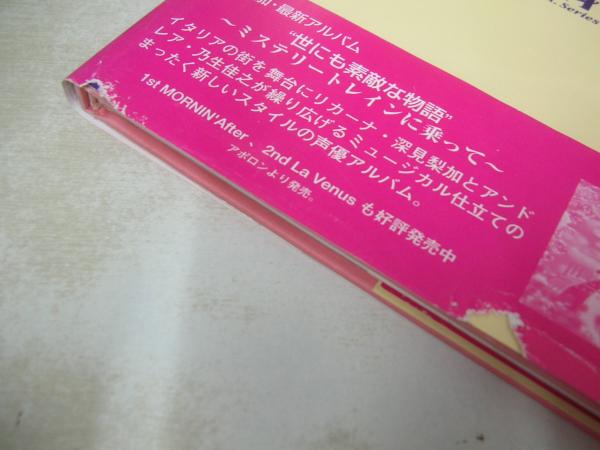 ・最新アルバム
“世にも素敵な物語”
～ミステリートレインに乗って～
イタリアの街を舞台にリカーナ・深見梨加とアンド
レア・乃生佳之が繰り広げるミュージカル仕立ての
まったく新しいスタイルの声優アルバム。
1st MORNIN' After、2nd La Venus も好評発売中
アポロンより発売。
Series